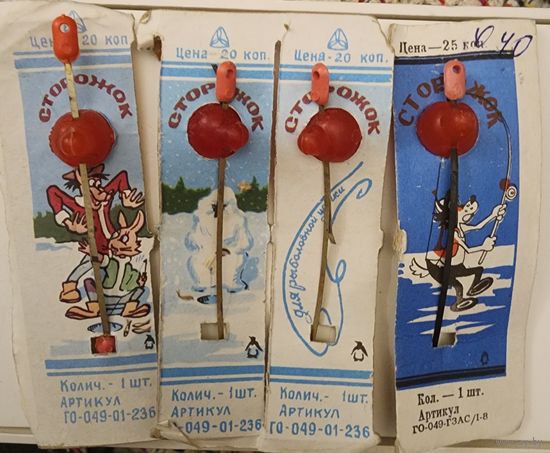 Цена-20 коп.
СТОРОЖОК
Колич.-1 шт.
АРТИКУЛ
ГО-049-01-236
Цена-20 коп.
СТОРОЖОК
Колич.-1шт.
АРТИКУЛ
ГО-049-01-236
Цена-20 коп.
СТОРОЖОК
для рыболовной удочки
Колич.-1шт.
АРТИКУЛ
ГО-049-01-236
Цена—25 коп.
СТОРОЖОК
Кол. — 1 шт.
Артикул
ГО-049-ГЗАС/1-8